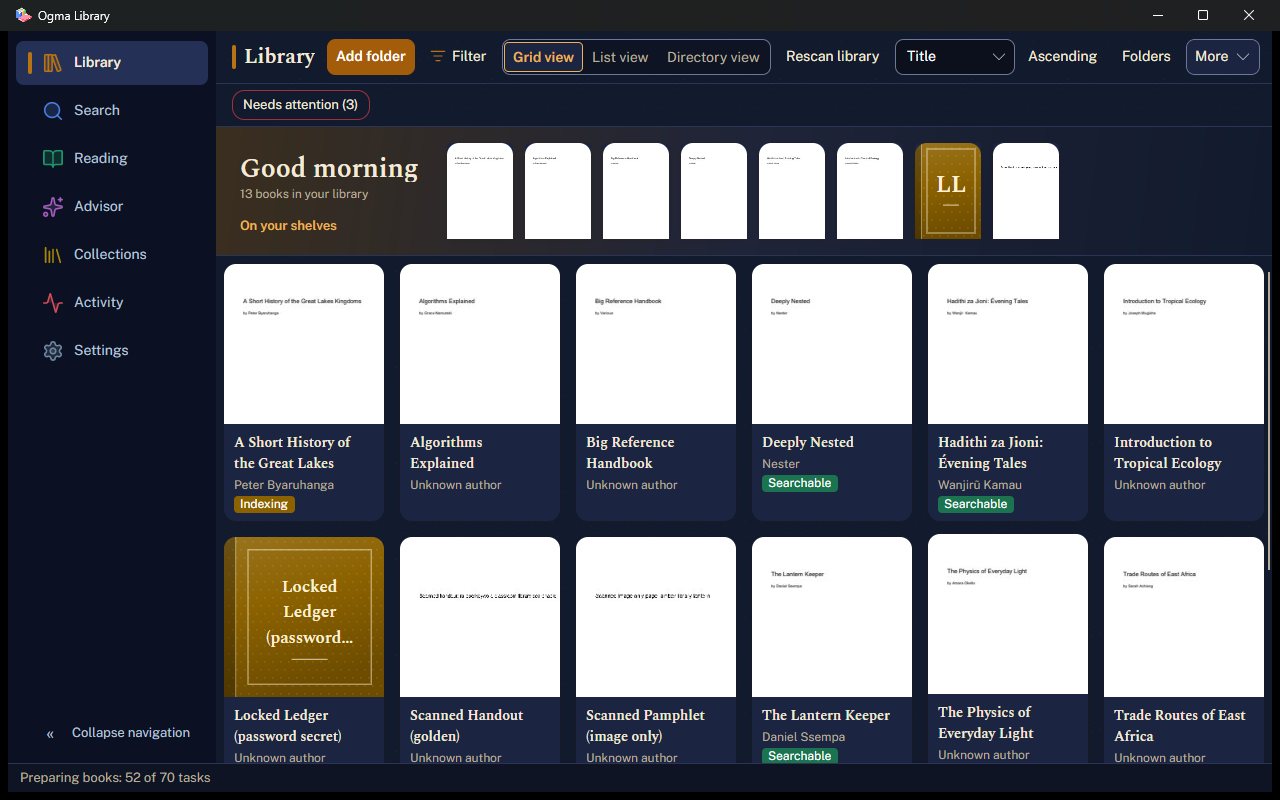 Ogma Library
Library
Search
Reading
Advisor
Collections
Activity
Settings
« Collapse navigation
Library
Add folder
Filter
Grid view
List view
Directory view
Rescan library
Title
Ascending
Folders
More
Needs attention (3)
Good morning
13 books in your library
On your shelves
LL
A Short History of the Great Lakes Kingdoms
by Peter Byaruhanga
A Short History of
the Great Lakes
Peter Byaruhanga
Indexing
Algorithms Explained
Algorithms
Explained
Unknown author
Big Reference Handbook
by Various
Big Reference
Handbook
Unknown author
Deeply Nested
by Nester
Deeply Nested
Nester
Searchable
Hadithi za Jioni: Évening Tales
Hadithi za Jioni:
Évening Tales
Wanjirũ Kamau
Searchable
Introduction to Tropical Ecology
Introduction to
Tropical Ecology
Unknown author
Locked
Ledger
(password...
Locked Ledger
(password secret)
Unknown author
Scanned Handout
(golden)
Unknown author
Scanned Pamphlet
(image only)
Unknown author
The Lantern Keeper
by Daniel Ssempa
The Lantern Keeper
Daniel Ssempa
Searchable
The Physics of Everyday Light
The Physics of
Everyday Light
Unknown author
Trade Routes of East Africa
Trade Routes of East
Africa
Unknown author
Preparing books: 52 of 70 tasks